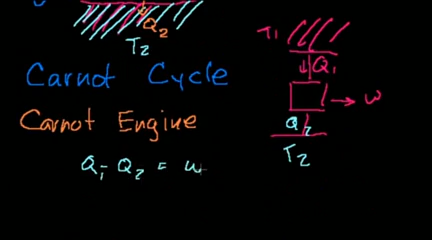 Q₂
T₂
T₁
Q₁
Carnot Cycle
w
Carnot Engine
Q₂
T₂
Q₁- Q₂ = w